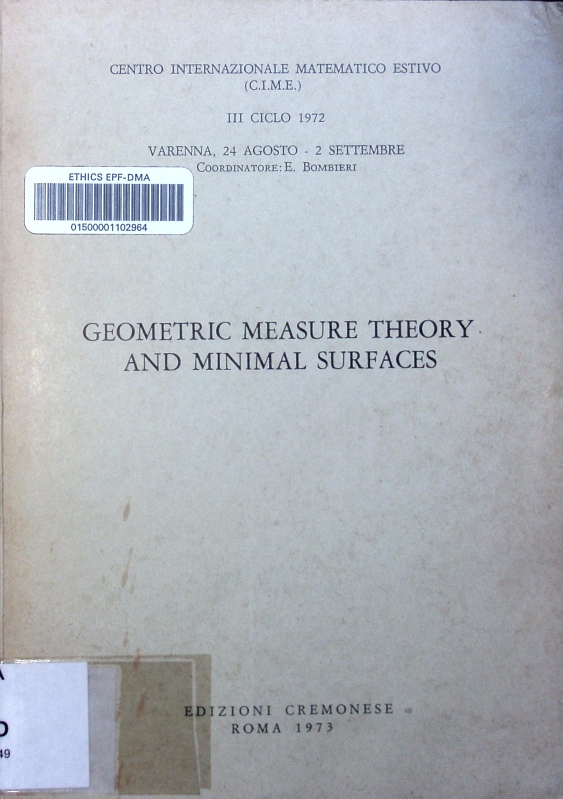 CENTRO INTERNAZIONALE MATEMATICO ESTIVO
(C.I.M.E.)
III CICLO 1972
VARENNA, 24 AGOSTO - 2 SETTEMBRE
COORDINATORE: E. BOMBIERI
ETHICS EPF-DMA
01500001102964
GEOMETRIC MEASURE THEORY
AND MINIMAL SURFACES
EDIZIONI CREMONESE
ROMA 1973
49